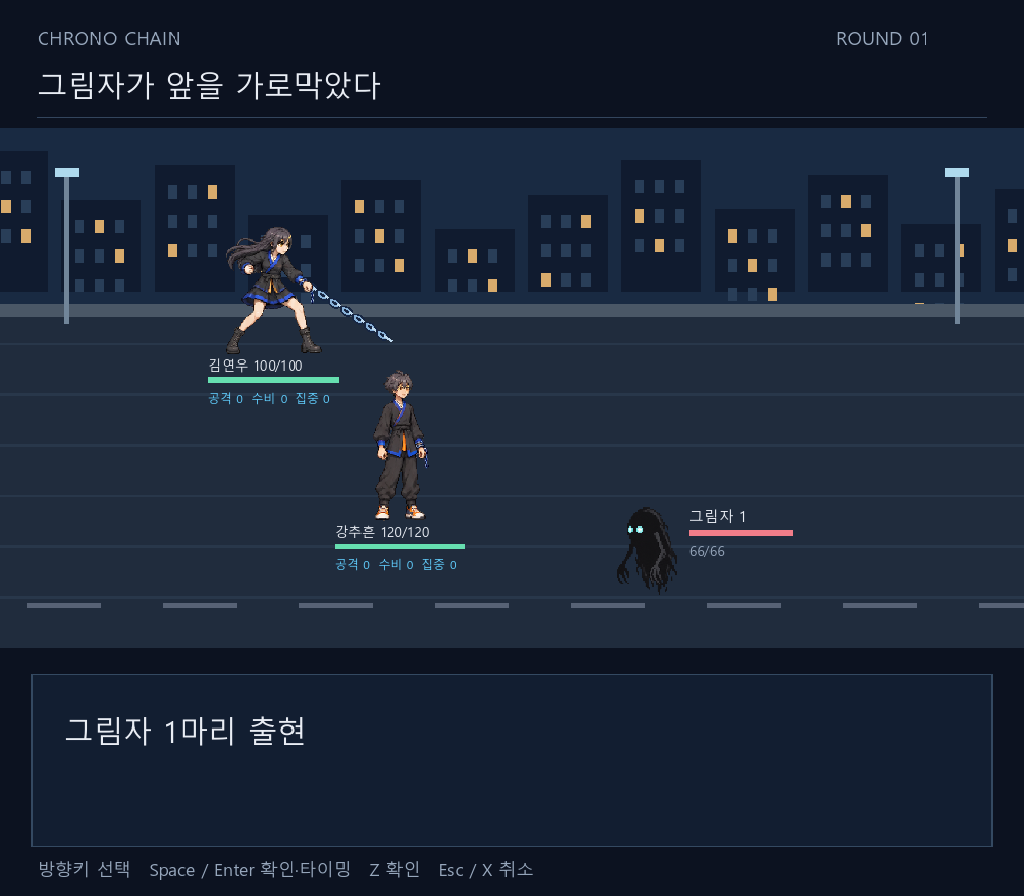 CHRONO CHAIN
ROUND 01
그림자가 앞을 가로막았다
김연우 100/100
공격 0 수비 0 집중 0
강추흔 120/120
공격 0 수비 0 집중 0
그림자 1
66/66
그림자 1마리 출현
방향키 선택 Space / Enter 확인·타이밍 Z 확인 Esc / X 취소